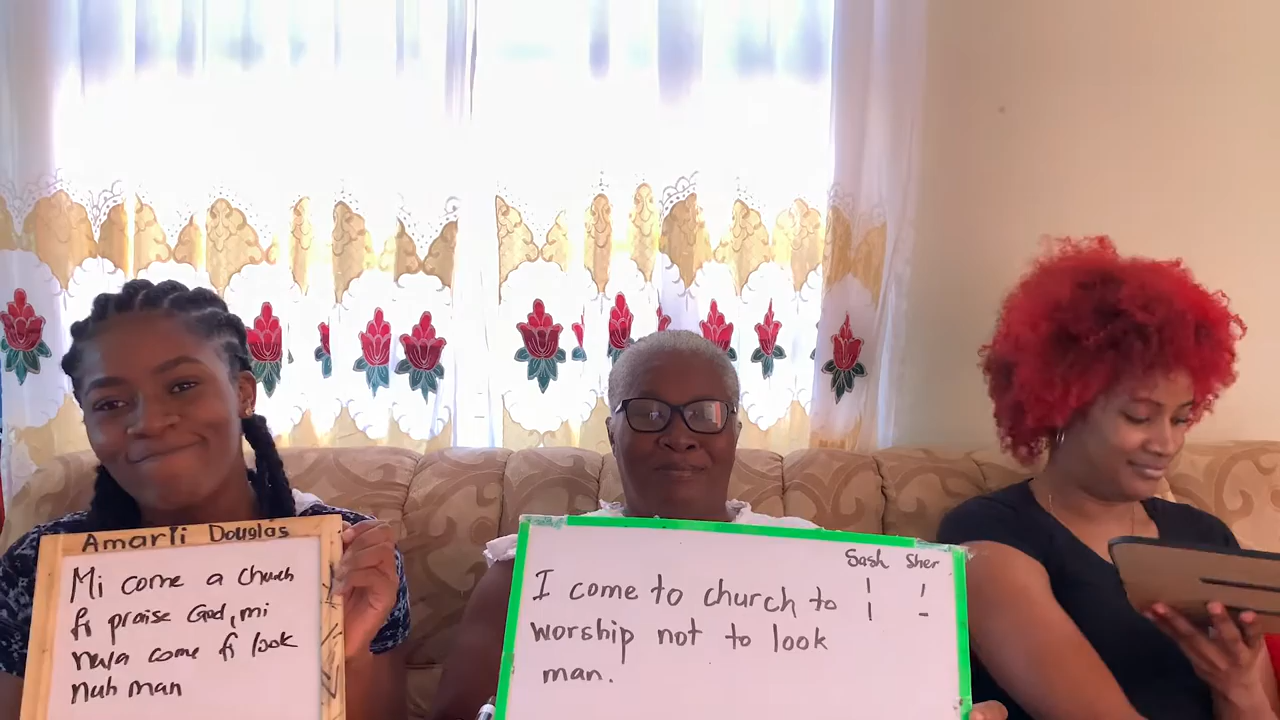 Amarli Douglas
Mi come a church
fi praise God, mi
nula come fi look
nuh man
Sash Sher
I come to church to
worship not to look
man.
| |
| -